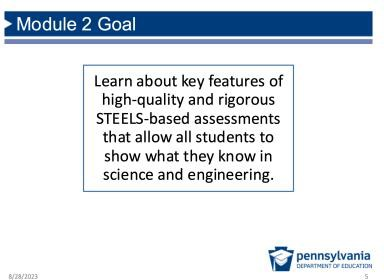 Module 2 Goal
Learn about key features of
high-quality and rigorous
STEELS-based assessments
that allow all students to
show what they know in
science and engineering.
pennsylvania
DEPARTMENT OF EDUCATION
8/28/2023
5